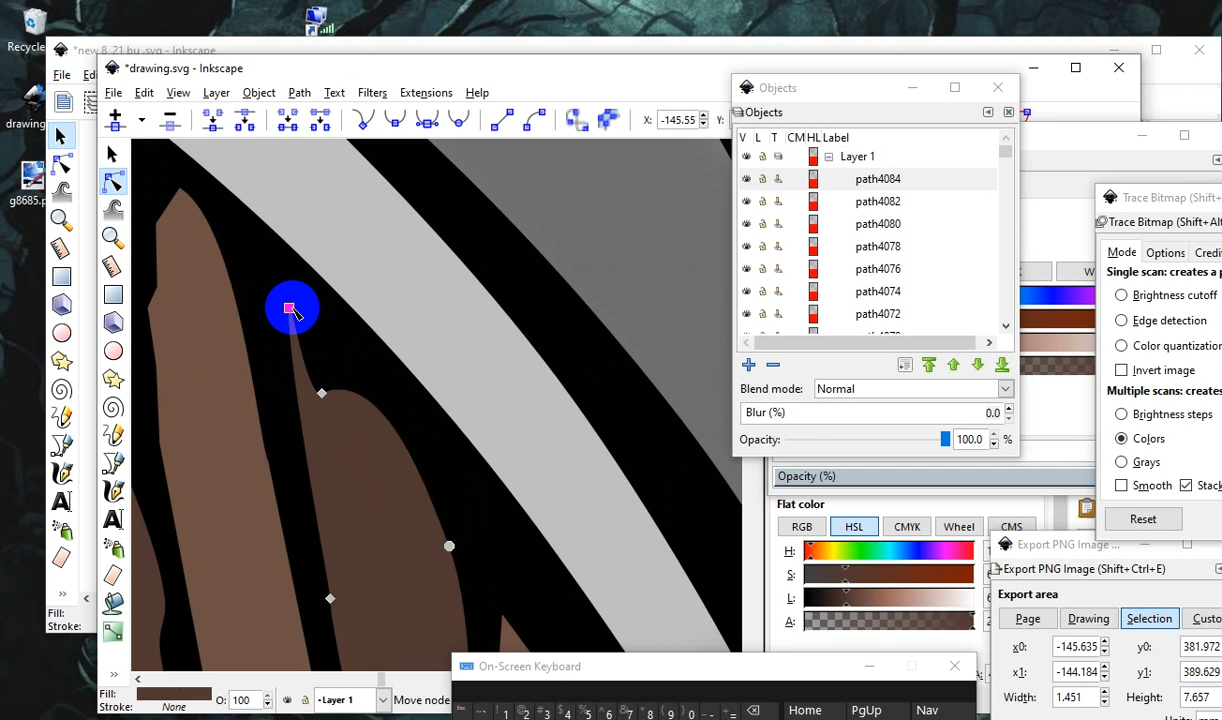 Recycle
*new 8_21 bu .svg - Inkscape
*drawing.svg - Inkscape
File
File Edit View Layer Object Path Text Filters Extensions Help
drawing
g8685.p
X: -145.55 Y:
Objects
Objects
V L T CM HL Label
Layer 1
path4084
path4082
path4080
path4078
path4076
path4074
path4072
Blend mode: Normal
Blur (%) 0.0
Opacity: 100.0 %
Opacity (%)
Flat color
RGB HSL CMYK Wheel CMS
H:
S:
L:
A:
Trace Bitmap (Shift+Al
Trace Bitmap (Shift+Alt
Mode Options Credi
Single scan: creates a p
Brightness cutoff
Edge detection
Color quantization
Invert image
Multiple scans: creates
Brightness steps
Colors
Grays
Smooth Stack
Reset
Export PNG Image ...
Export PNG Image (Shift+Ctrl+E)
Export area
Page Drawing Selection Custo
x0: -145.635 y0: 381.972
x1: -144.184 y1: 389.629
Width: 1.451 Height: 7.657
Fill:
Stroke:
Fill:
Stroke: None
O: 100
Layer 1
Move node
On-Screen Keyboard
Home PgUp Nav